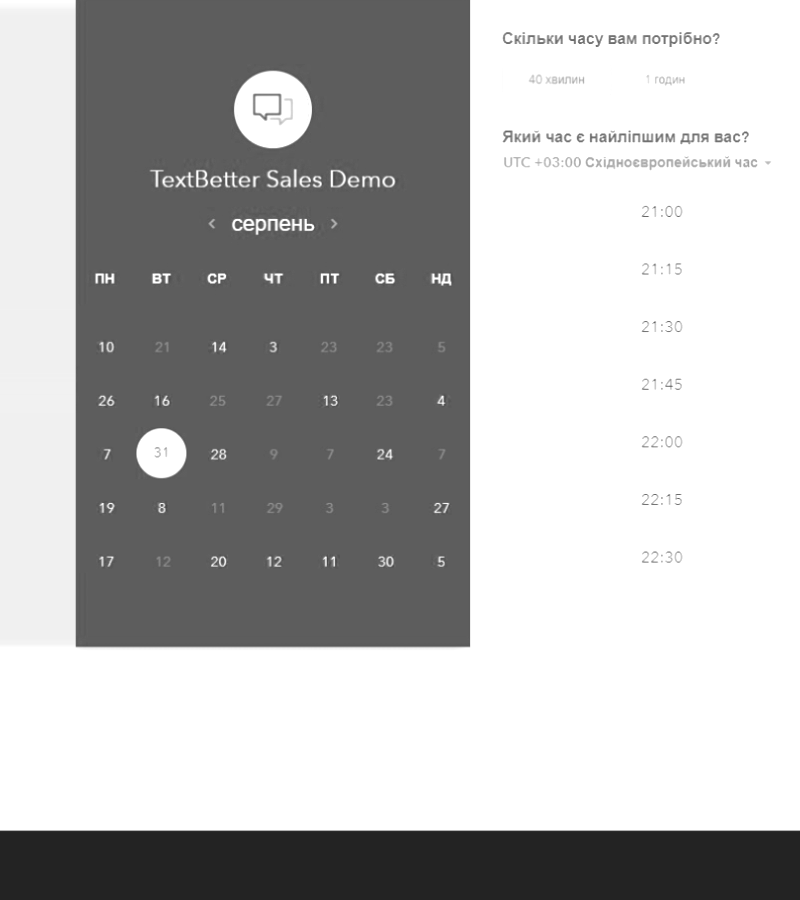 TextBetter Sales Demo
серпень
ПН ВТ СР ЧТ ПТ СБ НД
10 21 14 3 23 23 5
26 16 25 27 13 23 4
7 31 28 9 7 24 7
19 8 11 29 3 3 27
17 12 20 12 11 30 5
Скільки часу вам потрібно?
40 хвилин 1 годин
Який час є найліпшим для вас?
UTC +03:00 Східноєвропейський час
21:00
21:15
21:30
21:45
22:00
22:15
22:30